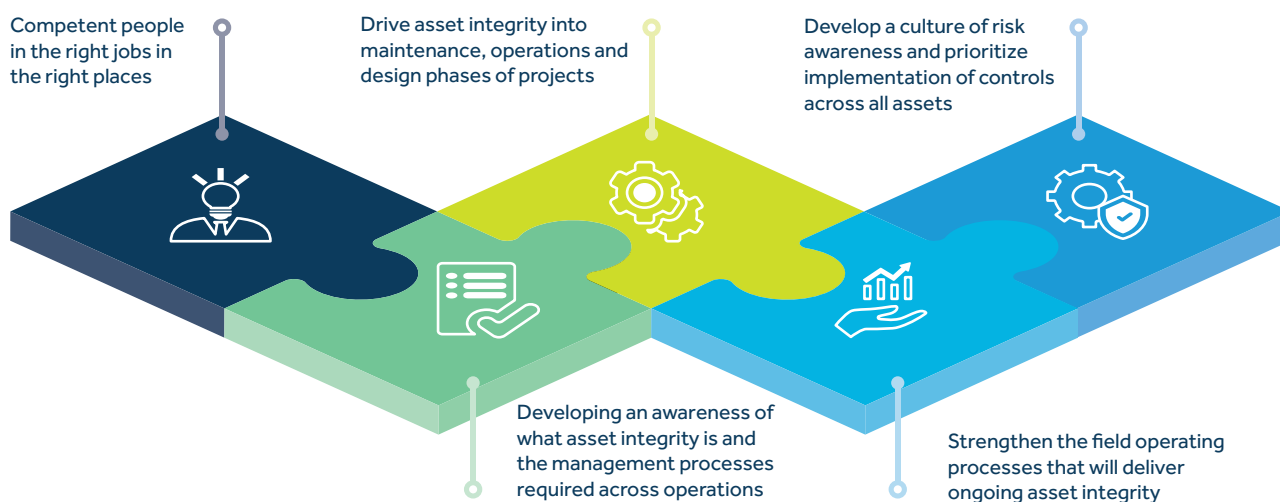 Competent people
in the right jobs in
the right places
Drive asset integrity into
maintenance, operations and
design phases of projects
Develop a culture of risk
awareness and prioritize
implementation of controls
across all assets
Developing an awareness of
what asset integrity is and
the management processes
required across operations
Strengthen the field operating
processes that will deliver
ongoing asset integrity